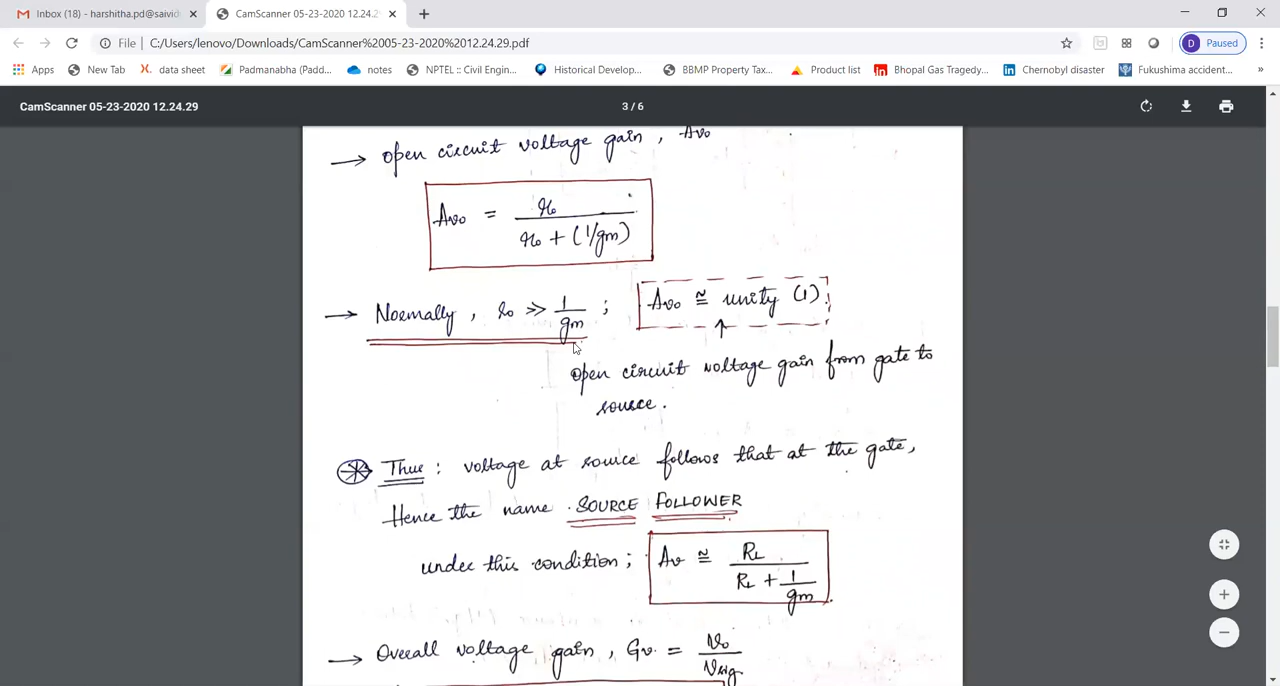 Inbox (18) - harshitha.pd@saivid
CamScanner 05-23-2020 12.24.2
Paused
File
C:/Users/lenovo/Downloads/CamScanner%2005-23-2020%2012.24.29.pdf
D
Apps
New Tab
data sheet
Padmanabha (Padd...
notes
NPTEL :: Civil Engin...
Historical Develop...
BBMP Property Tax...
Product list
Bhopal Gas Tragedy...
Chernobyl disaster
Fukushima accident...
»
CamScanner 05-23-2020 12.24.29
3 / 6
→ open circuit voltage gain, Avo
Avo = ro / ro + (1/gm)
→ Normally, ro >> 1/gm ; Avo ≅ unity (1)
open circuit voltage gain from gate to
source.
Thus : voltage at source follows that at the gate,
Hence the name SOURCE FOLLOWER
under this condition ; Av ≅ RL / RL + 1/gm
→ Overall voltage gain, Gv = Vo / Vsig